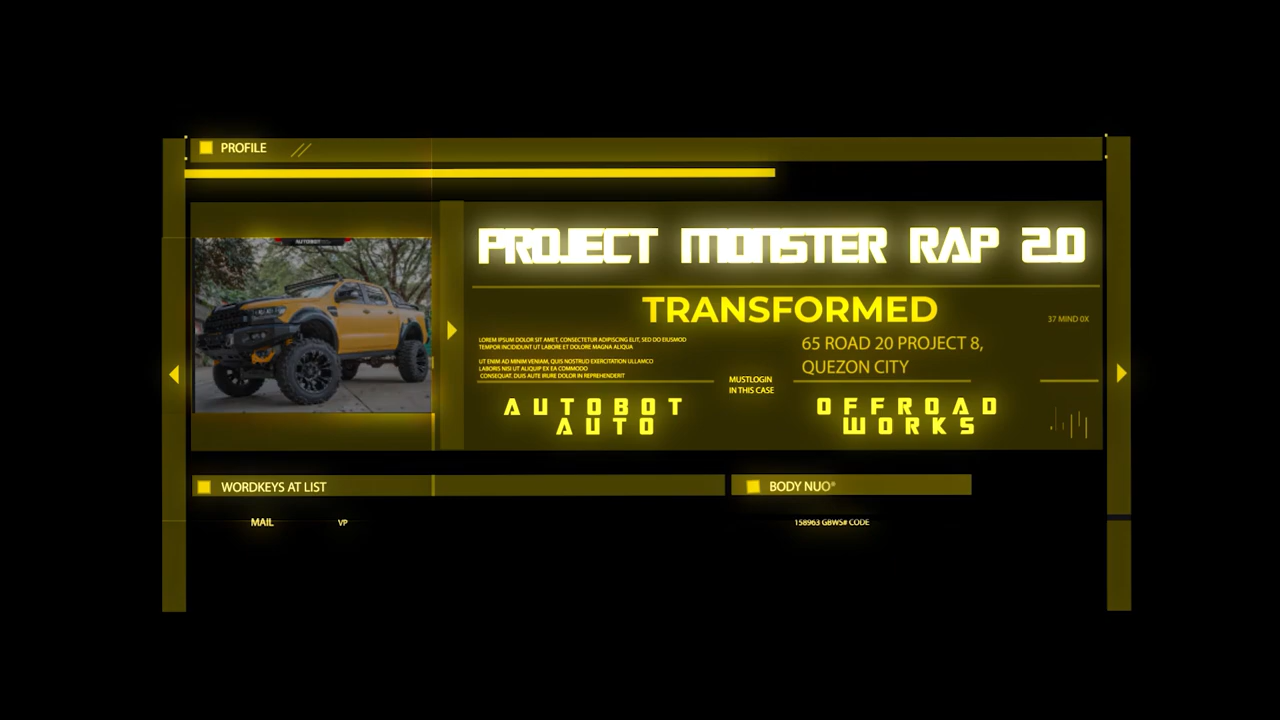 PROFILE
AUTOBOT
PROJECT MONSTER RAP 2.0
TRANSFORMED
37 MIND 0X
LOREM IPSUM DOLOR SIT AMET, CONSECTETUR ADIPISCING ELIT, SED DO EIUSMOD
TEMPOR INCIDIDUNT UT LABORE ET DOLORE MAGNA ALIQUA
UT ENIM AD MINIM VENIAM, QUIS NOSTRUD EXERCITATION ULLAMCO
LABORIS NISI UT ALIQUIP EX EA COMMODO
CONSEQUAT. DUIS AUTE IRURE DOLOR IN REPREHENDERIT
65 ROAD 20 PROJECT 8,
QUEZON CITY
MUSTLOGIN
IN THIS CASE
AUTOBOT
AUTO
OFFROAD
WORKS
WORDKEYS AT LIST
BODY NUO®
MAIL
VP
158963 GBWS# CODE